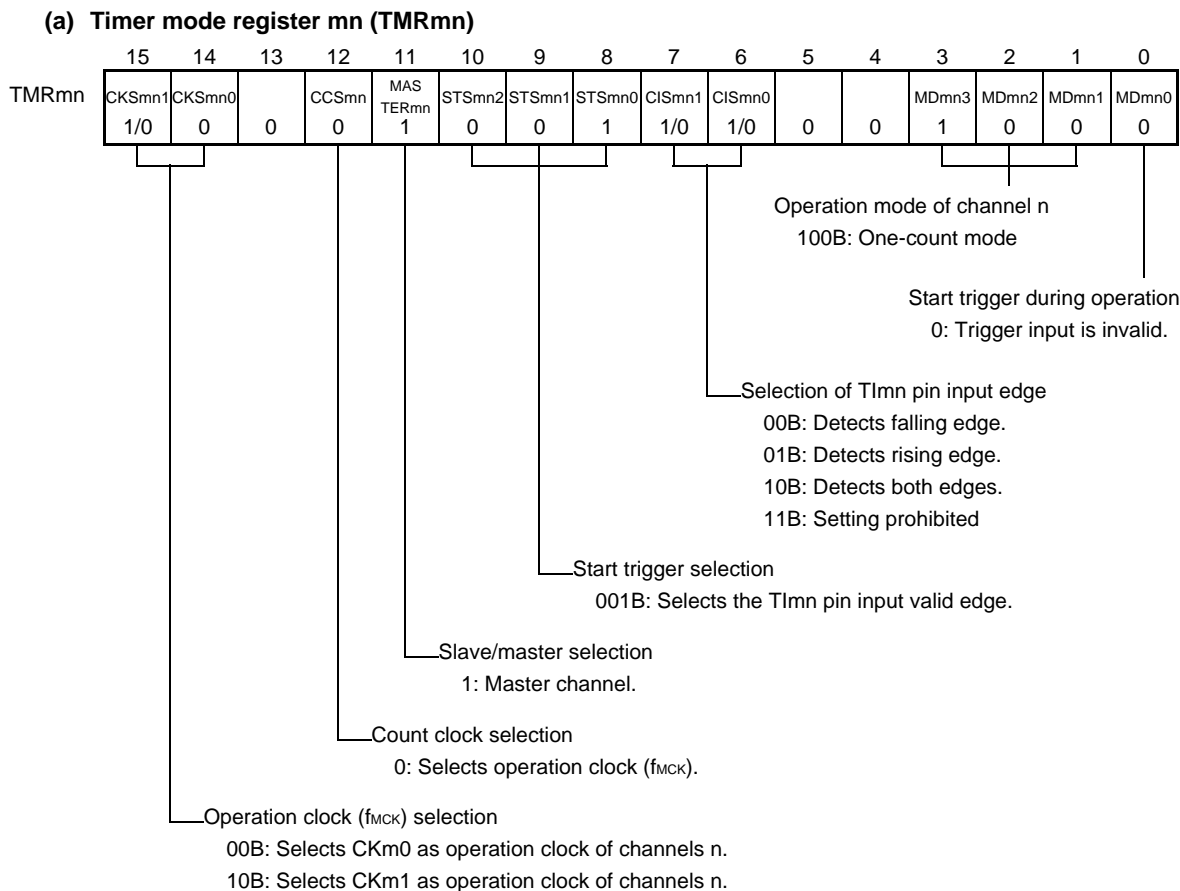 (a) Timer mode register mn (TMRmn)
15 14 13 12 11 10 9 8 7 6 5 4 3 2 1 0
TMRmn CKSmn1 CKSmn0 CCSmn MAS TERmn STSmn2 STSmn1 STSmn0 CISmn1 CISmn0 MDmn3 MDmn2 MDmn1 MDmn0
1/0 0 0 0 1 0 0 1 1/0 1/0 0 0 1 0 0 0
Operation mode of channel n
100B: One-count mode
Start trigger during operation
0: Trigger input is invalid.
Selection of TImn pin input edge
00B: Detects falling edge.
01B: Detects rising edge.
10B: Detects both edges.
11B: Setting prohibited
Start trigger selection
001B: Selects the TImn pin input valid edge.
Slave/master selection
1: Master channel.
Count clock selection
0: Selects operation clock (fMCK).
Operation clock (fMCK) selection
00B: Selects CKm0 as operation clock of channels n.
10B: Selects CKm1 as operation clock of channels n.